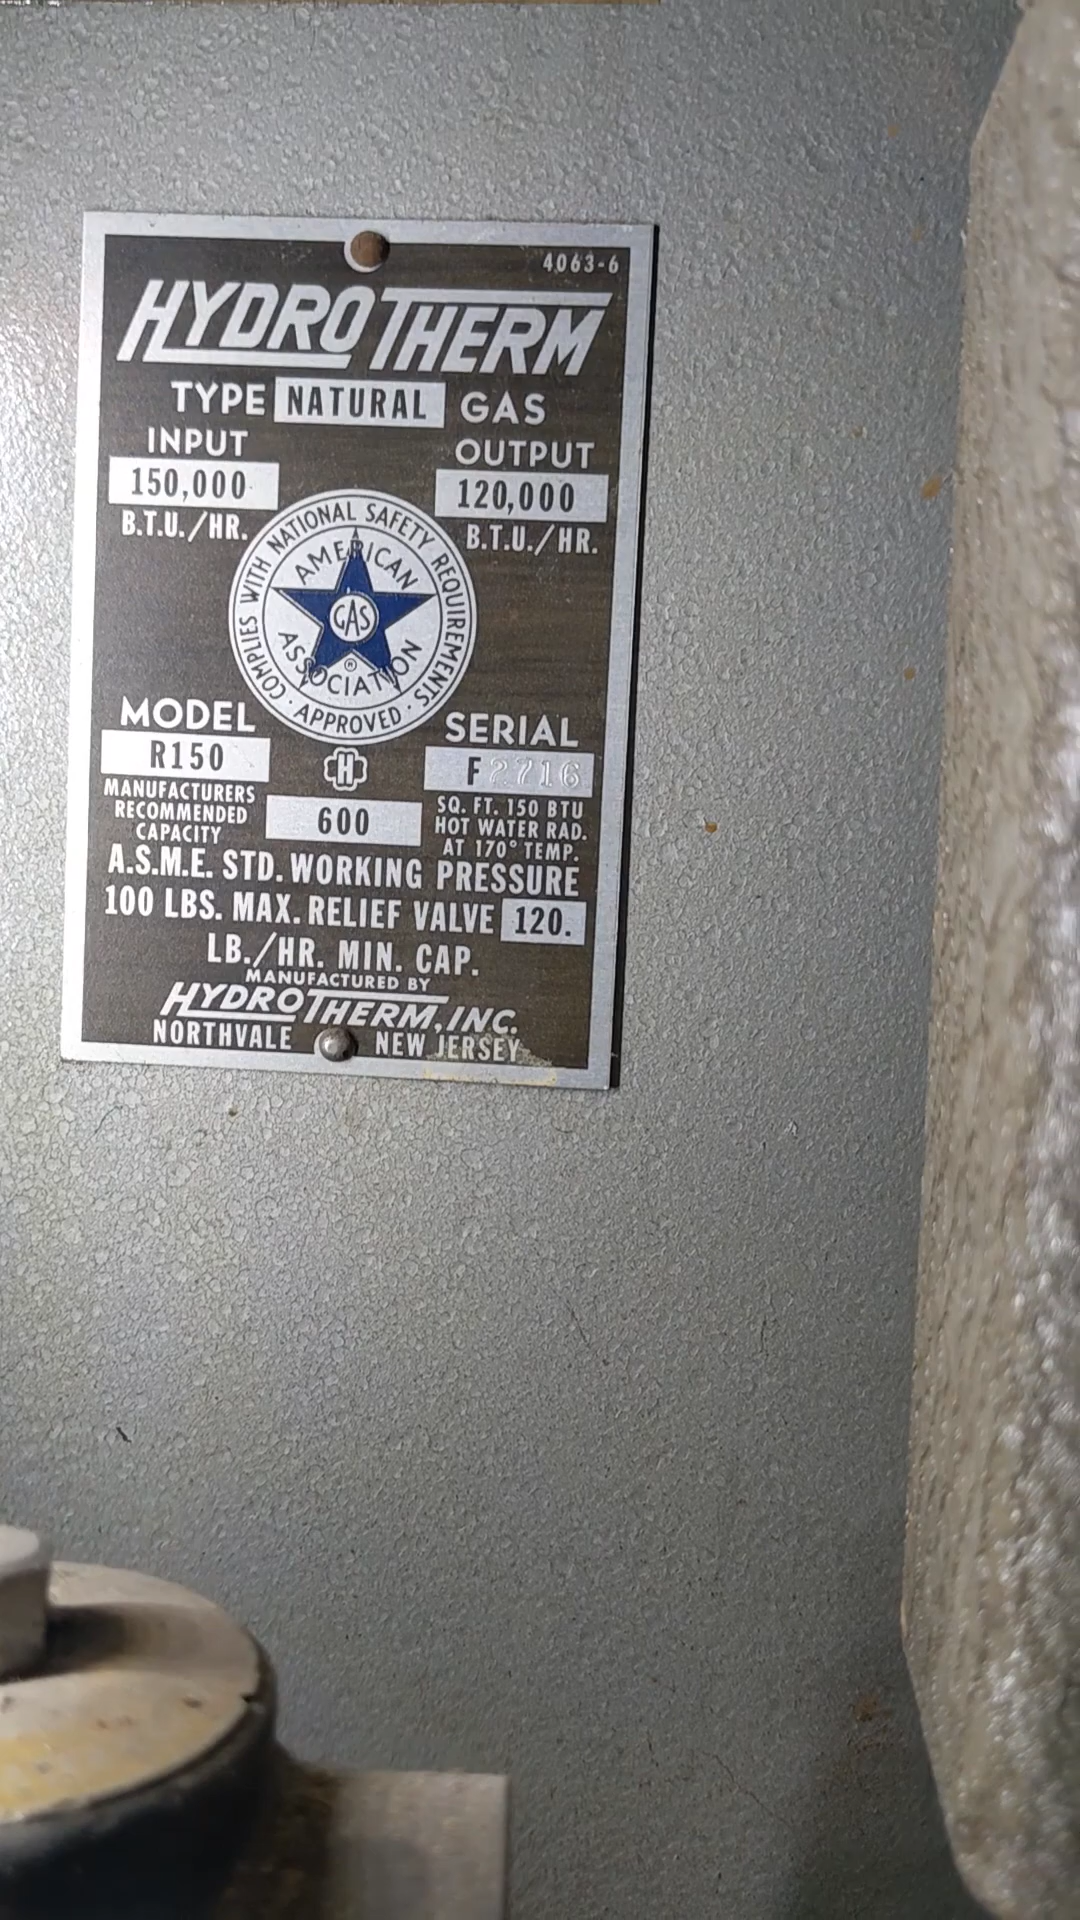 4063-6
HYDROTHERM
TYPE NATURAL GAS
INPUT OUTPUT
150,000 120,000
B.T.U./HR. B.T.U./HR.
COMPLIES WITH NATIONAL SAFETY REQUIREMENTS · APPROVED ·
AMERICAN
GAS
ASSOCIATION
®
MODEL SERIAL
R150 H F2716
MANUFACTURERS
RECOMMENDED
CAPACITY
600
SQ. FT. 150 BTU
HOT WATER RAD.
AT 170° TEMP.
A.S.M.E. STD. WORKING PRESSURE
100 LBS. MAX. RELIEF VALVE 120.
LB./HR. MIN. CAP.
MANUFACTURED BY
HYDROTHERM, INC.
NORTHVALE NEW JERSEY